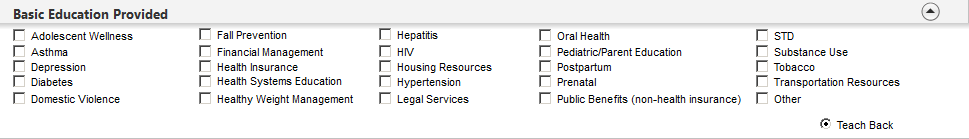 Basic Education Provided
Adolescent Wellness Fall Prevention Hepatitis Oral Health STD
Asthma Financial Management HIV Pediatric/Parent Education Substance Use
Depression Health Insurance Housing Resources Postpartum Tobacco
Diabetes Health Systems Education Hypertension Prenatal Transportation Resources
Domestic Violence Healthy Weight Management Legal Services Public Benefits (non-health insurance) Other
Teach Back